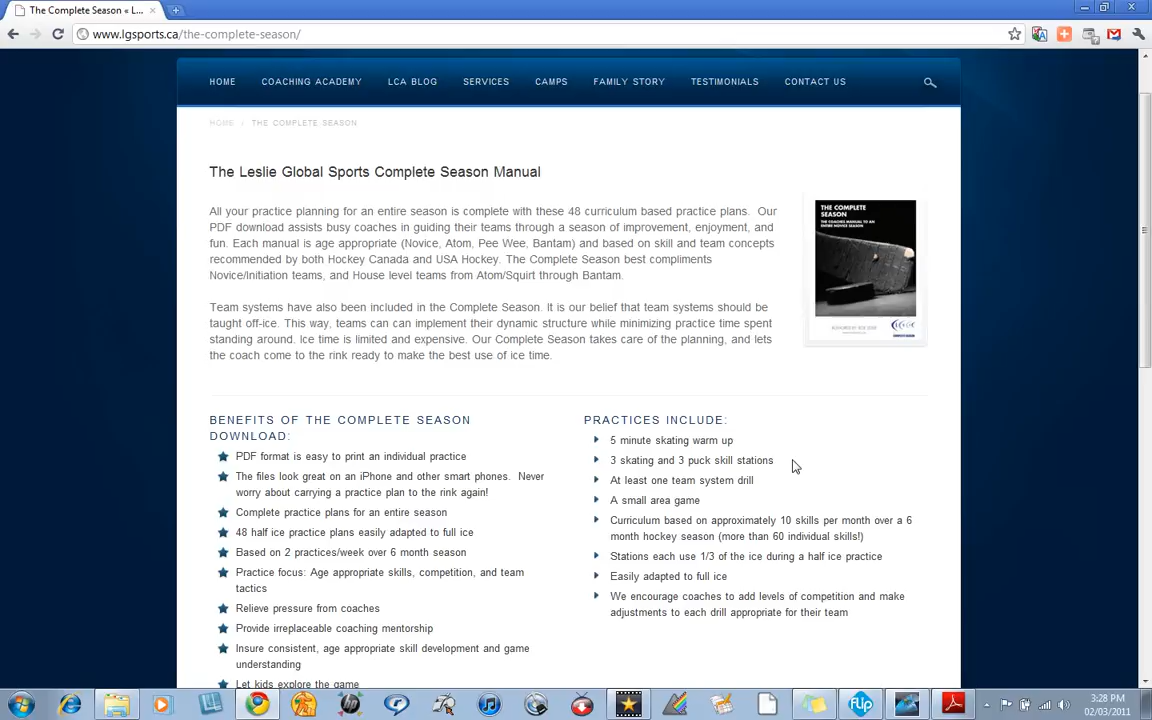 The Complete Season « L...
www.lgsports.ca/the-complete-season/
HOME COACHING ACADEMY LCA BLOG SERVICES CAMPS FAMILY STORY TESTIMONIALS CONTACT US
HOME › THE COMPLETE SEASON
The Leslie Global Sports Complete Season Manual
All your practice planning for an entire season is complete with these 48 curriculum based practice plans. Our
PDF download assists busy coaches in guiding their teams through a season of improvement, enjoyment, and
fun. Each manual is age appropriate (Novice, Atom, Pee Wee, Bantam) and based on skill and team concepts
recommended by both Hockey Canada and USA Hockey. The Complete Season best compliments
Novice/Initiation teams, and House level teams from Atom/Squirt through Bantam.
THE COMPLETE
SEASON
THE COACHES MANUAL TO AN
ENTIRE NOVICE SEASON
Team systems have also been included in the Complete Season. It is our belief that team systems should be
taught off-ice. This way, teams can can implement their dynamic structure while minimizing practice time spent
standing around. Ice time is limited and expensive. Our Complete Season takes care of the planning, and lets
the coach come to the rink ready to make the best use of ice time.
BENEFITS OF THE COMPLETE SEASON
DOWNLOAD:
PDF format is easy to print an individual practice
The files look great on an iPhone and other smart phones. Never
worry about carrying a practice plan to the rink again!
Complete practice plans for an entire season
48 half ice practice plans easily adapted to full ice
Based on 2 practices/week over 6 month season
Practice focus: Age appropriate skills, competition, and team
tactics
Relieve pressure from coaches
Provide irreplaceable coaching mentorship
Insure consistent, age appropriate skill development and game
understanding
Let kids explore the game
PRACTICES INCLUDE:
5 minute skating warm up
3 skating and 3 puck skill stations
At least one team system drill
A small area game
Curriculum based on approximately 10 skills per month over a 6
month hockey season (more than 60 individual skills!)
Stations each use 1/3 of the ice during a half ice practice
Easily adapted to full ice
We encourage coaches to add levels of competition and make
adjustments to each drill appropriate for their team
3:28 PM
02/03/2011